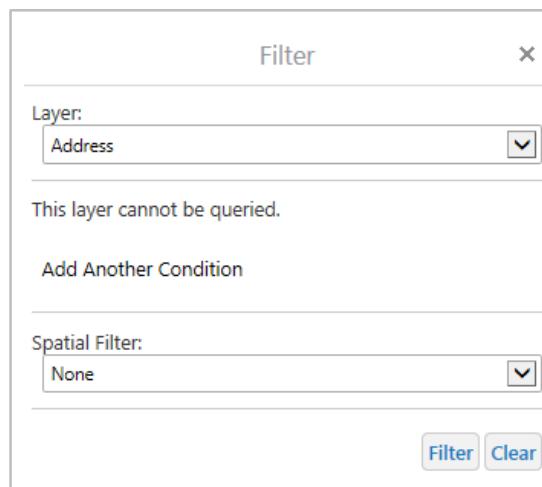 Filter
Layer:
Address
This layer cannot be queried.
Add Another Condition
Spatial Filter:
None
Filter Clear